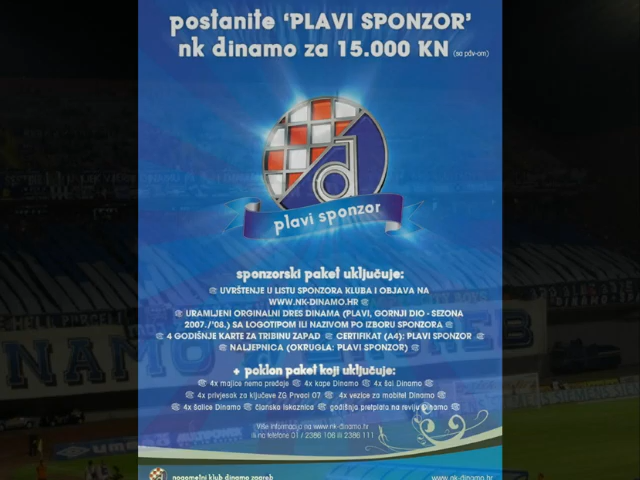 postanite 'PLAVI SPONZOR'
nk dinamo za 15.000 KN (sa pdv-om)
d
plavi sponzor
sponzorski paket uključuje:
UVRŠTENJE U LISTU SPONZORA KLUBA I OBJAVA NA
WWW.NK-DINAMO.HR
URAMLJENI ORGINALNI DRES DINAMA (PLAVI, GORNJI DIO - SEZONA
2007./'08.) SA LOGOTIPOM ILI NAZIVOM PO IZBORU SPONZORA
4 GODIŠNJE KARTE ZA TRIBINU ZAPAD CERTIFIKAT (A4): PLAVI SPONZOR
NALJEPNICA (OKRUGLA: PLAVI SPONZOR)
+ poklon paket koji uključuje:
4x majice nema predaje 4x kape Dinamo 4x šal Dinamo
4x privjesak za ključeve ZG Prvaci 07 4x vezice za mobitel Dinamo
4x šalice Dinamo članska iskaznica godišnja pretplata na reviju Dinamo
Više informacija na www.nk-dinamo.hr
ili na telefone 01 / 2386 106 ili 2386 111
nogometni klub dinamo zagreb
www.nk-dinamo.hr